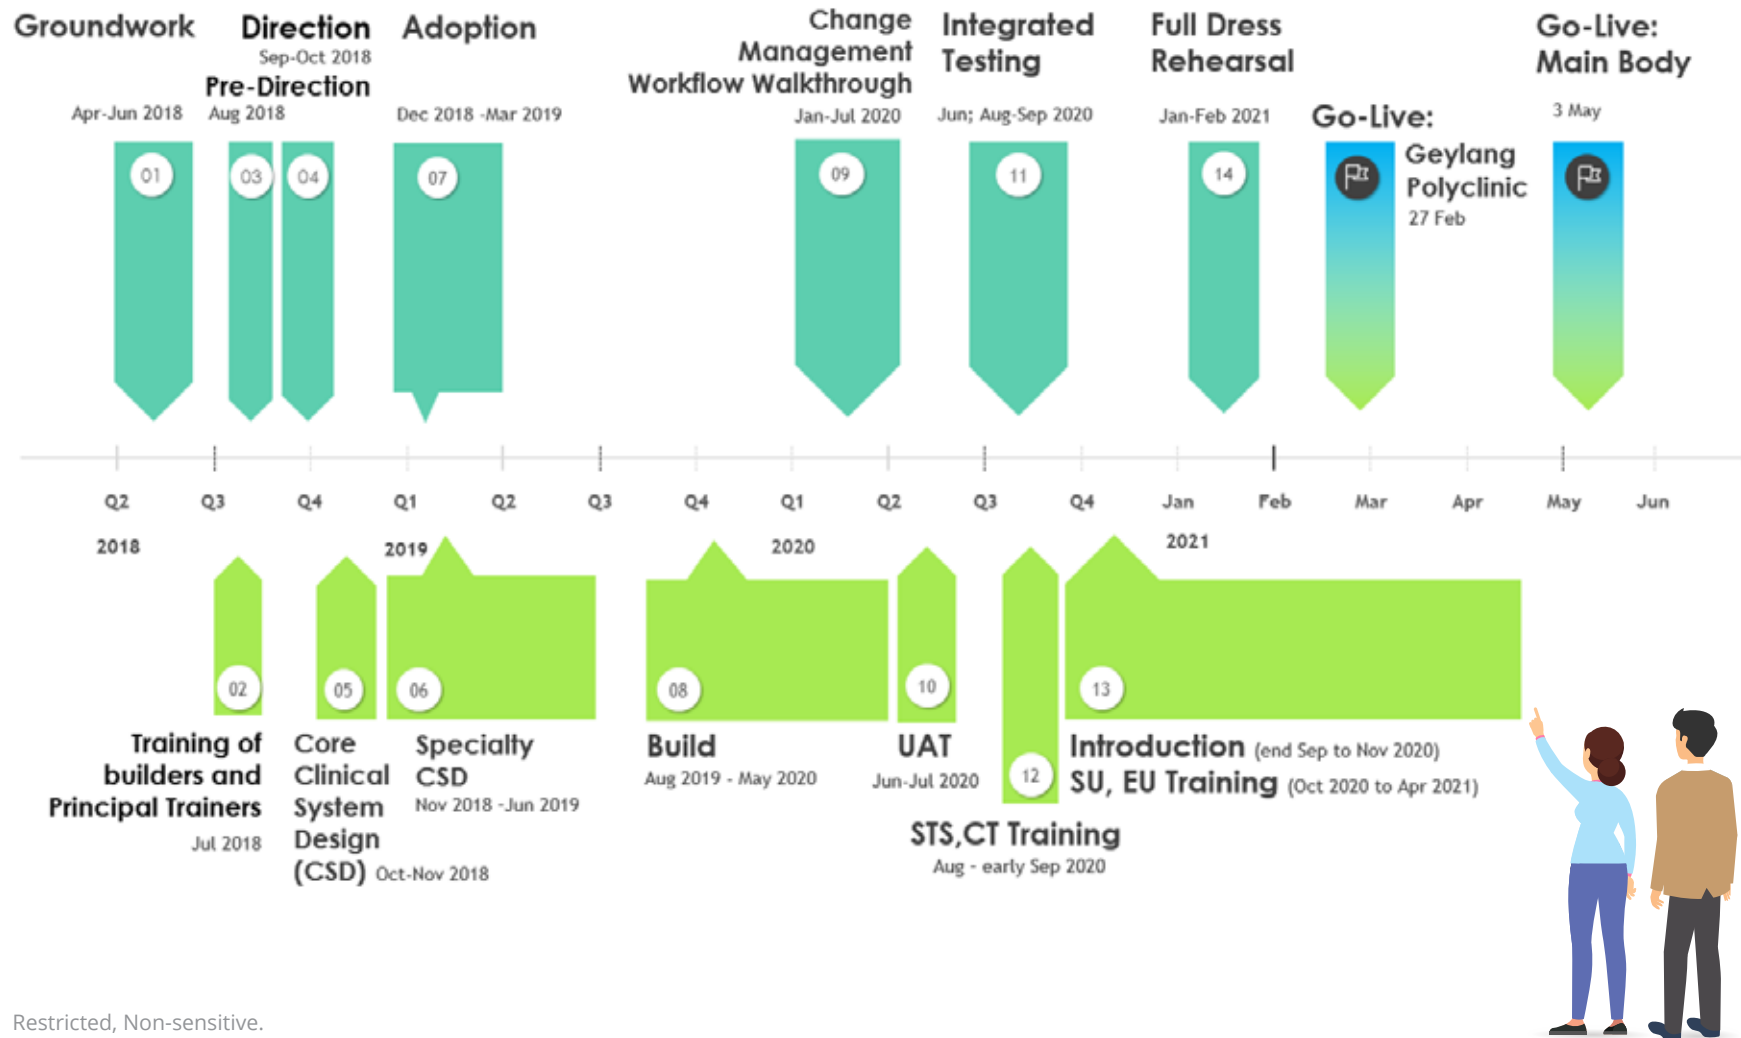 Groundwork
Apr-Jun 2018
01
Direction
Sep-Oct 2018
Pre-Direction
Aug 2018
03
04
Adoption
Dec 2018 -Mar 2019
07
Change
Management
Workflow Walkthrough
Jan-Jul 2020
09
Integrated
Testing
Jun; Aug-Sep 2020
11
Full Dress
Rehearsal
Jan-Feb 2021
14
Go-Live:
Geylang
Polyclinic
27 Feb
Go-Live:
Main Body
3 May
Q2 Q3 Q4 Q1 Q2 Q3 Q4 Q1 Q2 Q3 Q4 Jan Feb Mar Apr May Jun
2018 2019 2020 2021
02
Training of
builders and
Principal Trainers
Jul 2018
05
Core
Clinical
System
Design
(CSD) Oct-Nov 2018
06
Specialty
CSD
Nov 2018 -Jun 2019
08
Build
Aug 2019 - May 2020
10
UAT
Jun-Jul 2020
12
STS,CT Training
Aug - early Sep 2020
13
Introduction (end Sep to Nov 2020)
SU, EU Training (Oct 2020 to Apr 2021)
Restricted, Non-sensitive.